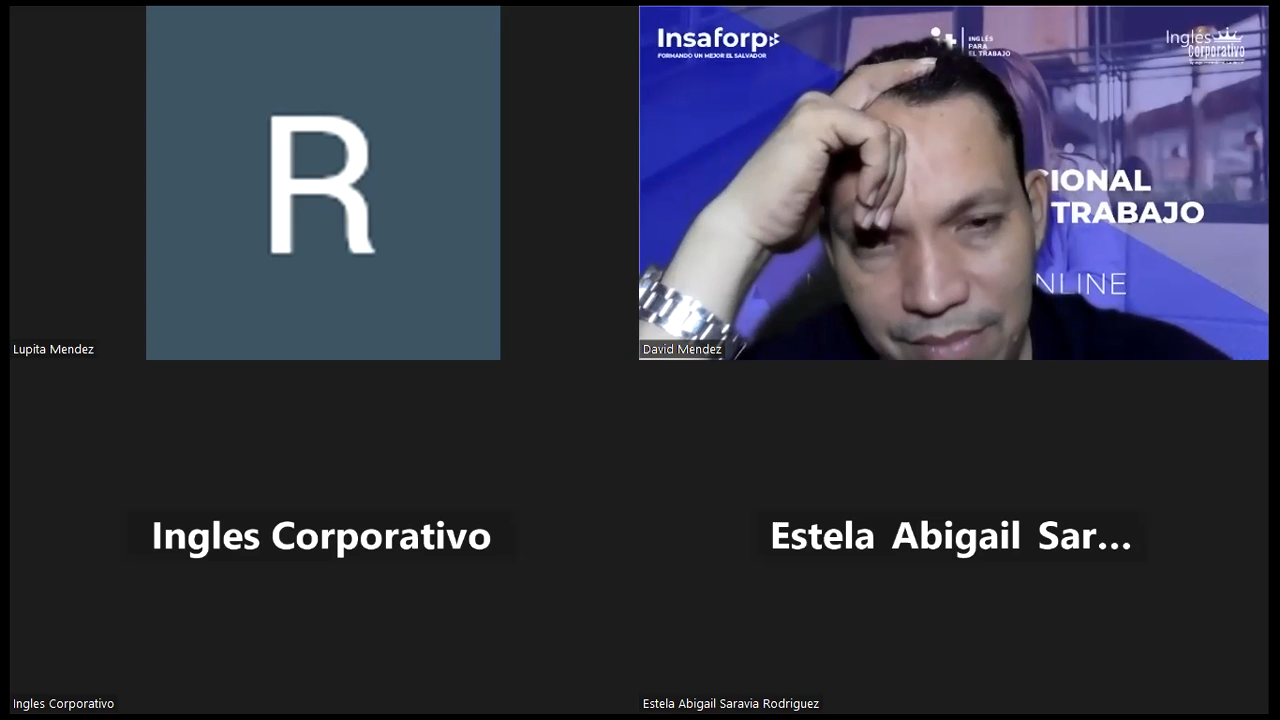 R
Lupita Mendez
Insaforp
FORMANDO UN MEJOR EL SALVADOR
INGLÉS
PARA
EL TRABAJO
Inglés
Corporativo
CIONAL
TRABAJO
NLINE
David Mendez
Ingles Corporativo
Ingles Corporativo
Estela Abigail Sar...
Estela Abigail Saravia Rodriguez